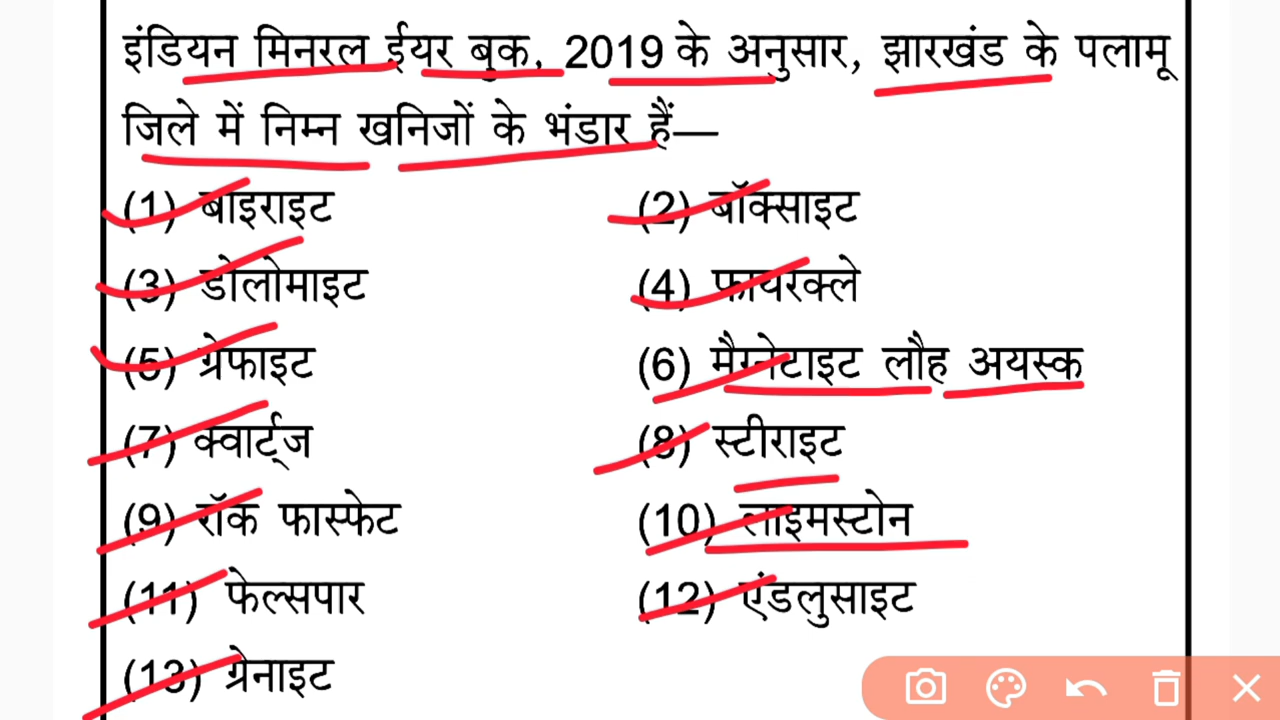 इंडियन मिनरल ईयर बुक, 2019 के अनुसार, झारखंड के पलामू
जिले में निम्न खनिजों के भंडार हैं—
(1) बाइराइट (2) बॉक्साइट
(3) डोलोमाइट (4) फायरक्ले
(5) ग्रेफाइट (6) मैग्नेटाइट लौह अयस्क
(7) क्वार्ट्ज (8) स्टीराइट
(9) रॉक फास्फेट (10) लाइमस्टोन
(11) फेल्सपार (12) एंडलुसाइट
(13) ग्रेनाइट